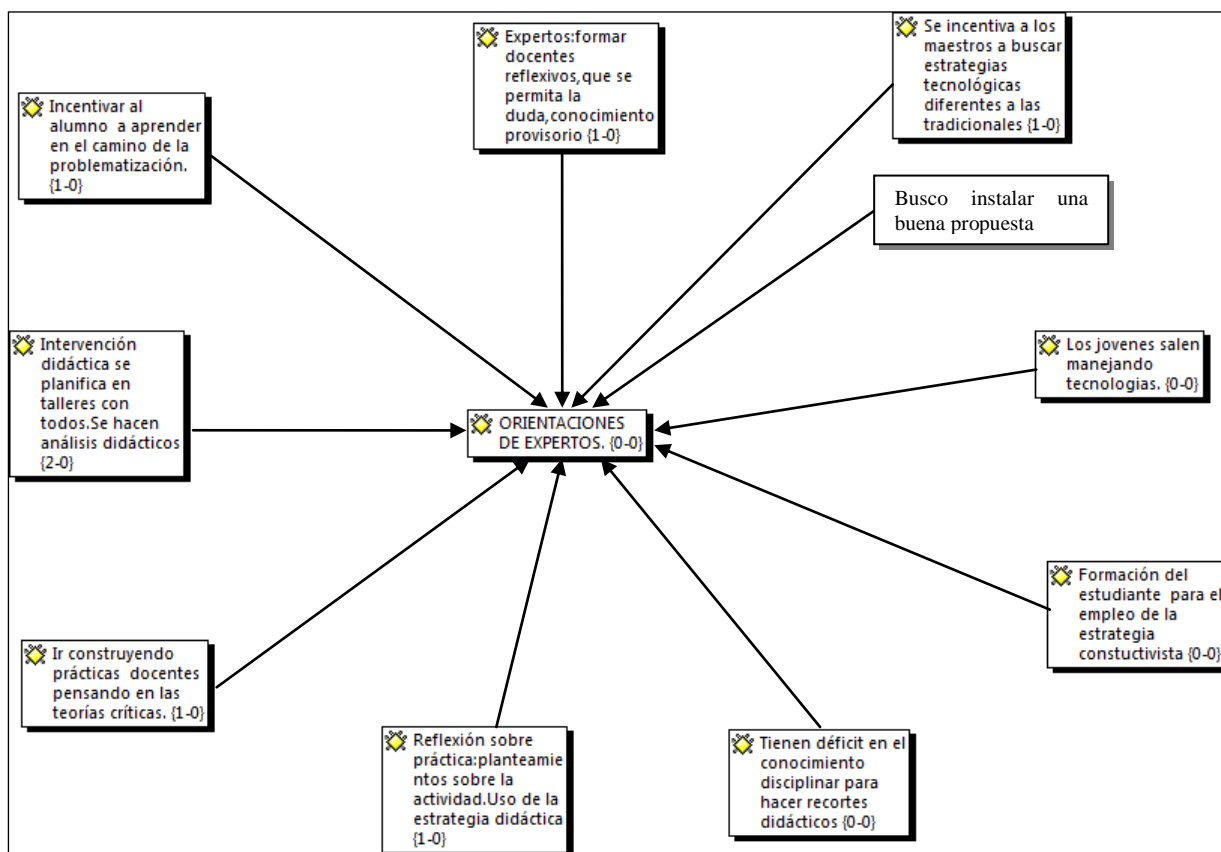 Expertos:formar
docentes
reflexivos,que se
permita la
duda,conocimiento
provisorio {1-0}
Se incentiva a los
maestros a buscar
estrategias
tecnológicas
diferentes a las
tradicionales {1-0}
Incentivar al
alumno a aprender
en el camino de la
problematización.
{1-0}
Busco instalar una
buena propuesta
Intervención
didáctica se
planifica en
talleres con
todos.Se hacen
análisis didácticos
{2-0}
Los jovenes salen
manejando
tecnologias. {0-0}
ORIENTACIONES
DE EXPERTOS. {0-0}
Formación del
estudiante para el
empleo de la
estrategia
constuctivista {0-0}
Ir construyendo
prácticas docentes
pensando en las
teorías críticas. {1-0}
Reflexión sobre
práctica:planteamie
ntos sobre la
actividad.Uso de la
estrategia didáctica
{1-0}
Tienen déficit en el
conocimiento
disciplinar para
hacer recortes
didácticos {0-0}